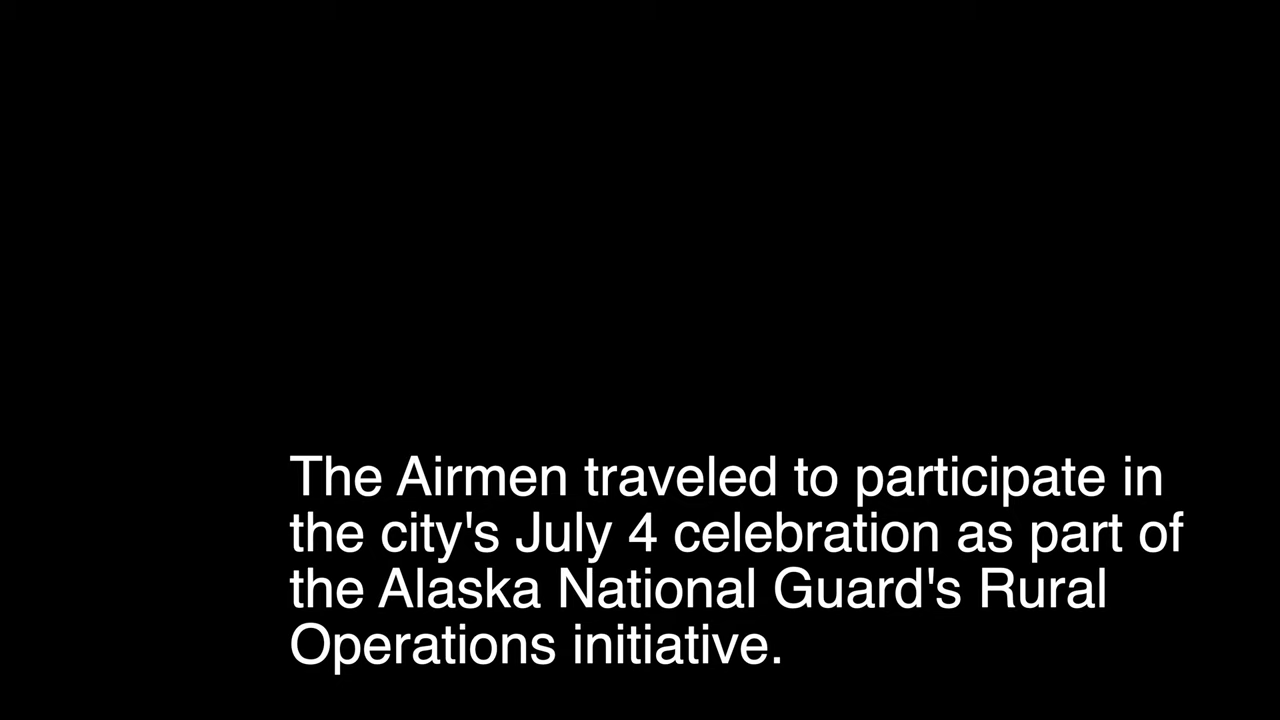 The Airmen traveled to participate in
the city's July 4 celebration as part of
the Alaska National Guard's Rural
Operations initiative.